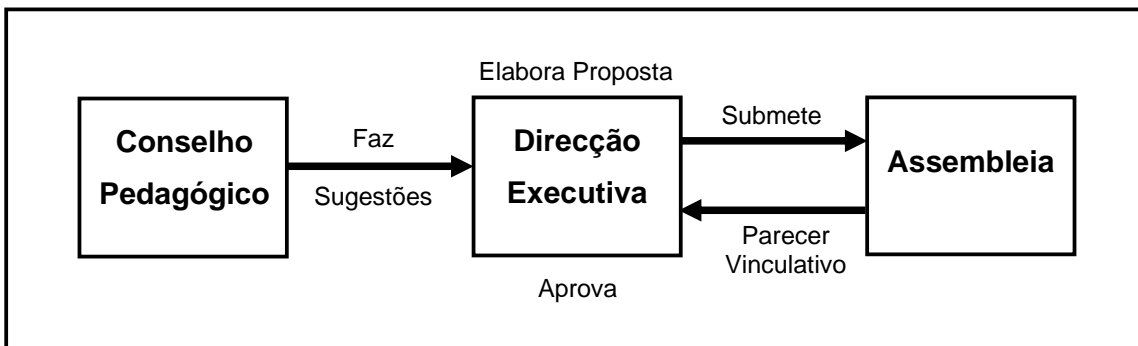 Elabora Proposta
Conselho
Pedagógico
Faz
Sugestões
Direcção
Executiva
Submete
Assembleia
Parecer
Vinculativo
Aprova